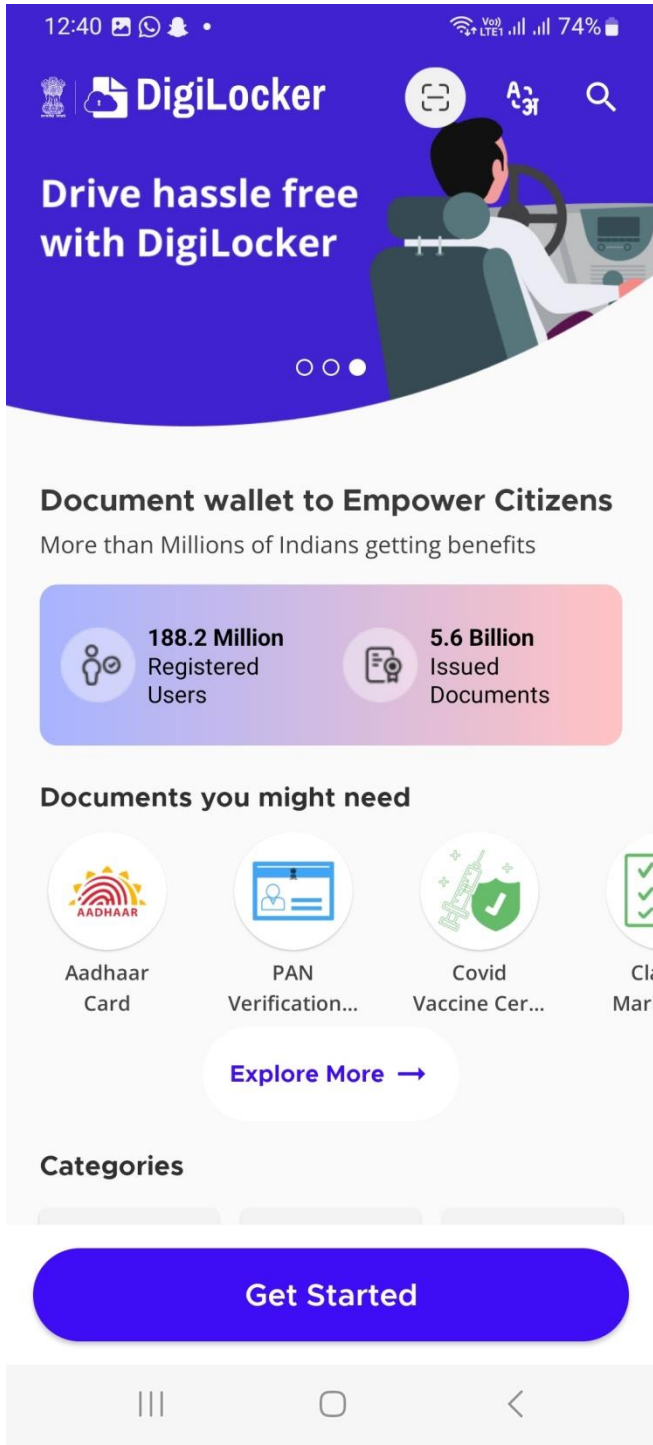 12:40 Vo)) LTE1 74%
DigiLocker A अ
Drive hassle free
with DigiLocker
Document wallet to Empower Citizens
More than Millions of Indians getting benefits
188.2 Million
Registered
Users
5.6 Billion
Issued
Documents
Documents you might need
AADHAAR
Aadhaar
Card
PAN
Verification...
Covid
Vaccine Cer...
Explore More →
Categories
Get Started